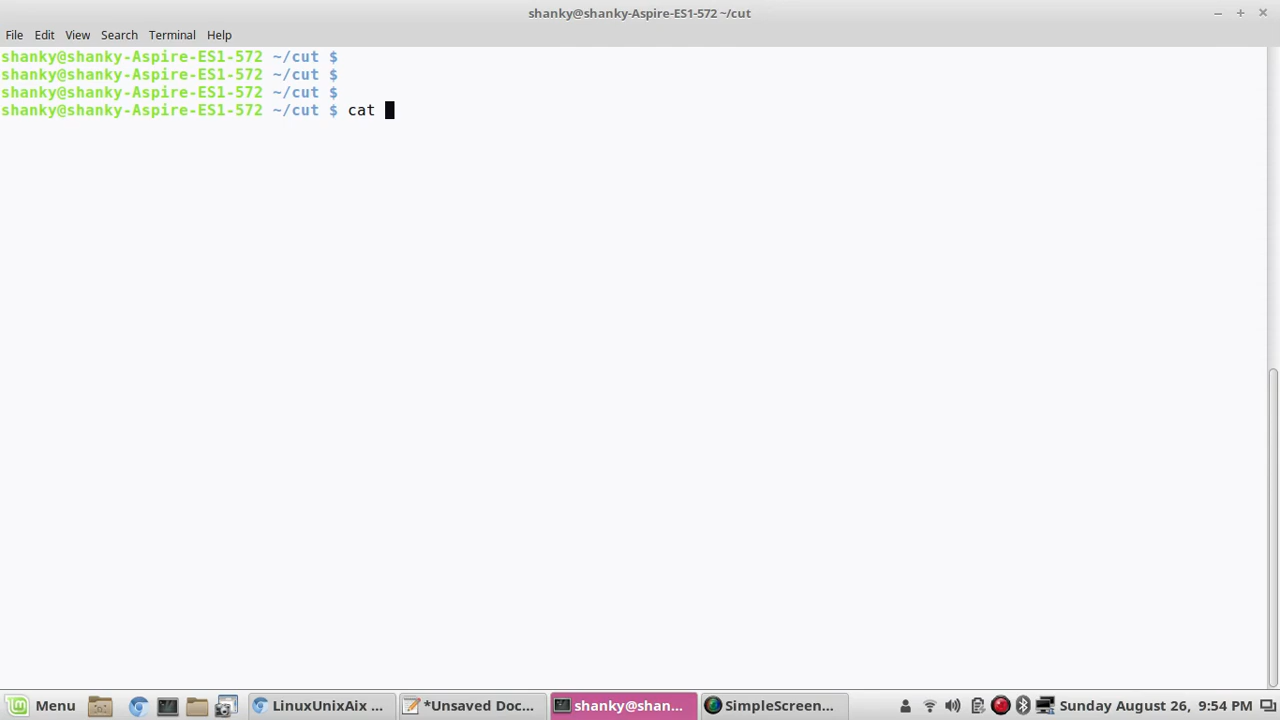 shanky@shanky-Aspire-ES1-572 ~/cut
File Edit View Search Terminal Help
shanky@shanky-Aspire-ES1-572 ~/cut $
shanky@shanky-Aspire-ES1-572 ~/cut $
shanky@shanky-Aspire-ES1-572 ~/cut $
shanky@shanky-Aspire-ES1-572 ~/cut $ cat
Menu LinuxUnixAix ... *Unsaved Doc... shanky@shan... SimpleScreen... Sunday August 26, 9:54 PM